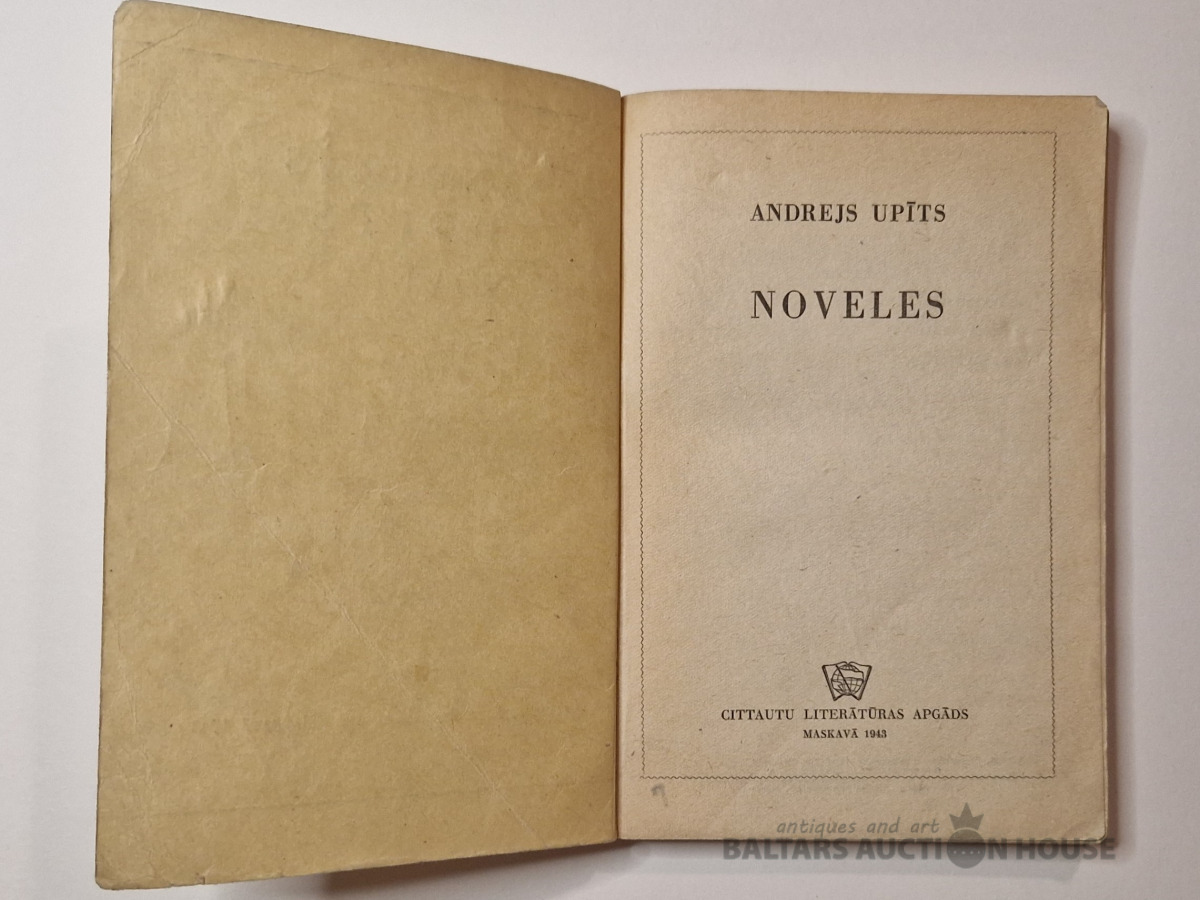 ANDREJS UPĪTS
NOVELES
CITTAUTU LITERĀTŪRAS APGĀDS
MASKAVĀ 1943
antiques and art
BALTARS AUCTION HOUSE